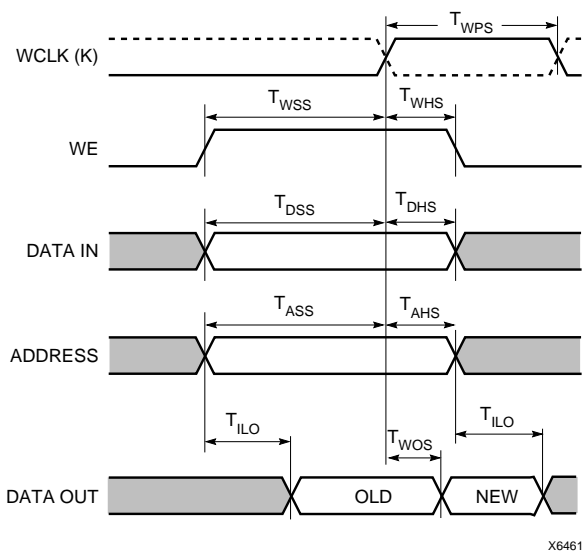 T_WPS
WCLK (K)
T_WSS T_WHS
WE
T_DSS T_DHS
DATA IN
T_ASS T_AHS
ADDRESS
T_ILO T_WOS T_ILO
DATA OUT OLD NEW
X6461